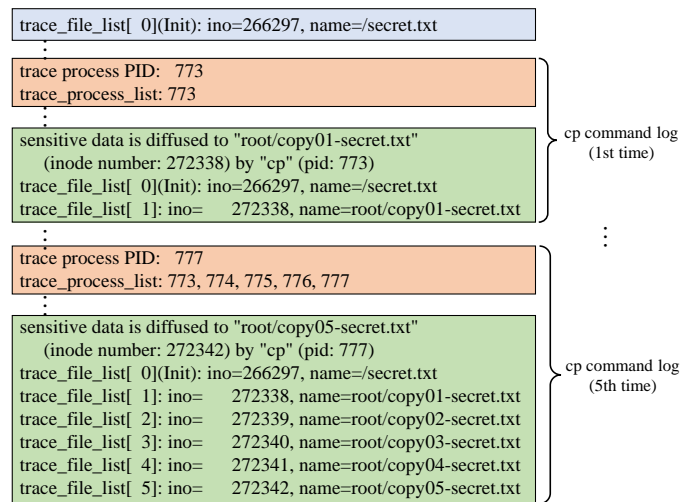 trace_file_list[  0](Init): ino=266297, name=/secret.txt
trace process PID:   773
trace_process_list: 773
sensitive data is diffused to "root/copy01-secret.txt"
(inode number: 272338) by "cp" (pid: 773)
trace_file_list[  0](Init): ino=266297, name=/secret.txt
trace_file_list[  1]: ino=      272338, name=root/copy01-secret.txt
cp command log
(1st time)
trace process PID:   777
trace_process_list: 773, 774, 775, 776, 777
sensitive data is diffused to "root/copy05-secret.txt"
(inode number: 272342) by "cp" (pid: 777)
trace_file_list[  0](Init): ino=266297, name=/secret.txt
trace_file_list[  1]: ino=      272338, name=root/copy01-secret.txt
trace_file_list[  2]: ino=      272339, name=root/copy02-secret.txt
trace_file_list[  3]: ino=      272340, name=root/copy03-secret.txt
trace_file_list[  4]: ino=      272341, name=root/copy04-secret.txt
trace_file_list[  5]: ino=      272342, name=root/copy05-secret.txt
cp command log
(5th time)